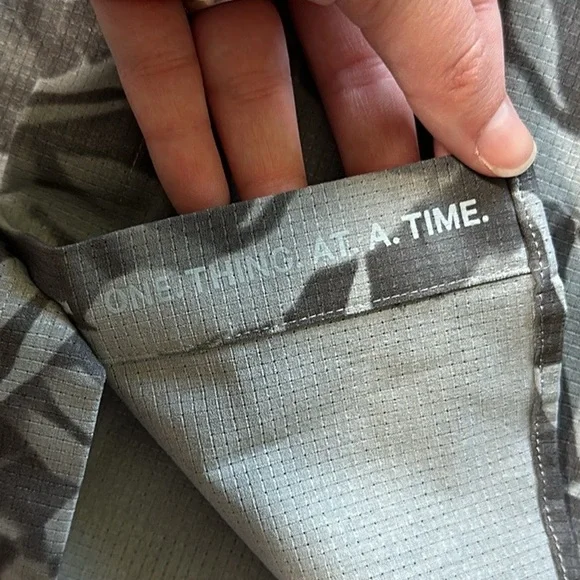 ONE. THING. AT. A. TIME.